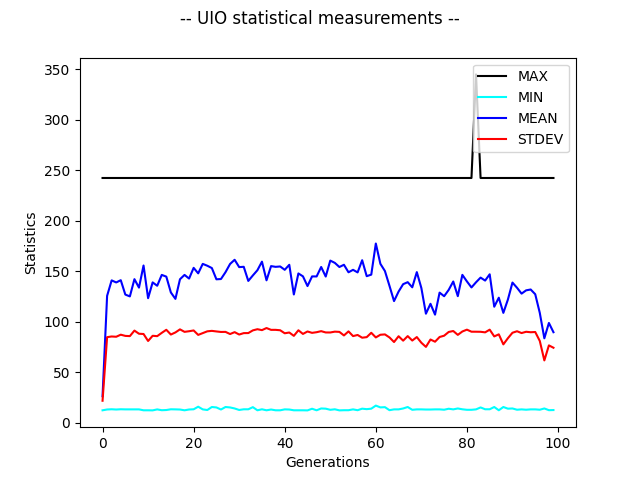 -- UIO statistical measurements --
350
300
250
200
150
100
50
0
Statistics
MAX
MIN
MEAN
STDEV
0 20 40 60 80 100
Generations